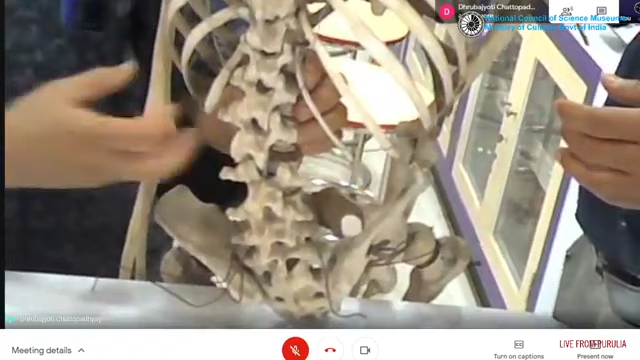 Dhrubajyoti Chattopad...
National Council of Science Museums
Ministry of Culture, Govt of India
Dhrubajyoti Chattopadhyay
Meeting details
Turn on captions
LIVE FROM PURULIA
Present now